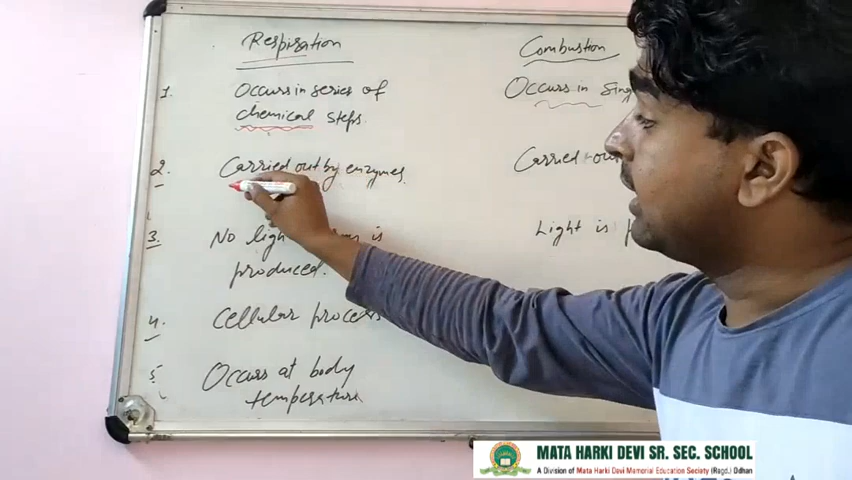 Respiration
Combustion
1. Occurs in series of
chemical steps.
Occurs in
2. Carried out by enzymes.
Carried
3. No is
produced.
Light is
4. Cellular process
5 Occurs at body
temperature
MATA HARKI DEVI SR. SEC. SCHOOL
A Division of Mata Harki Devi Memorial Education Society (Regd.) Odhan